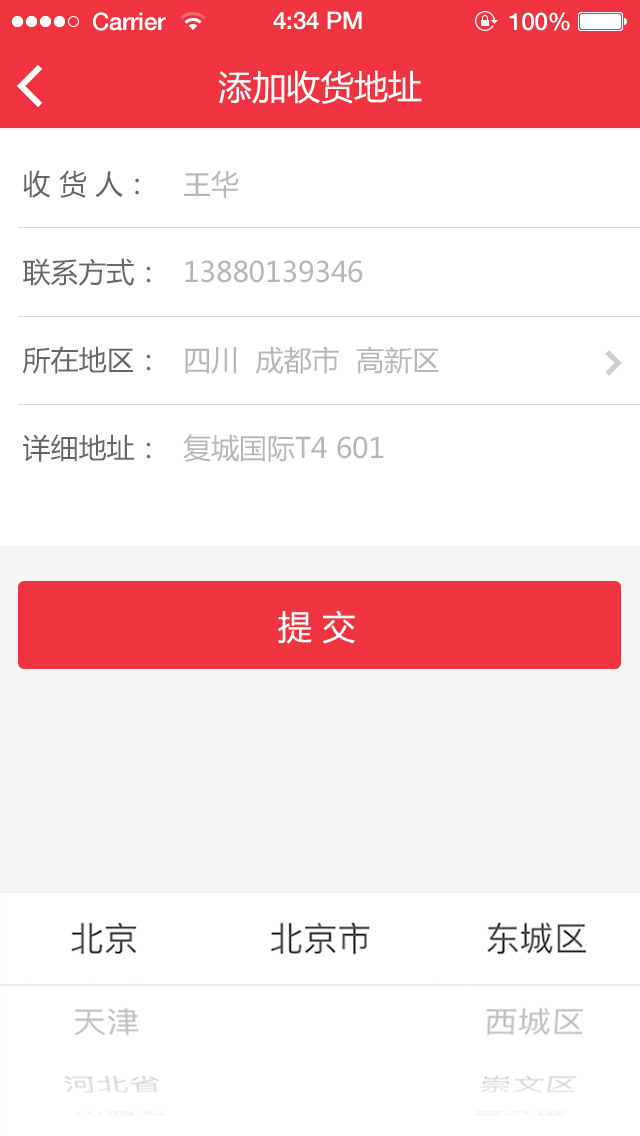 Carrier 4:34 PM 100%
添加收货地址
收 货 人： 王华
联系方式： 13880139346
所在地区： 四川 成都市 高新区
详细地址： 复城国际T4 601
提 交
北京 北京市 东城区
天津 西城区
河北省 崇文区